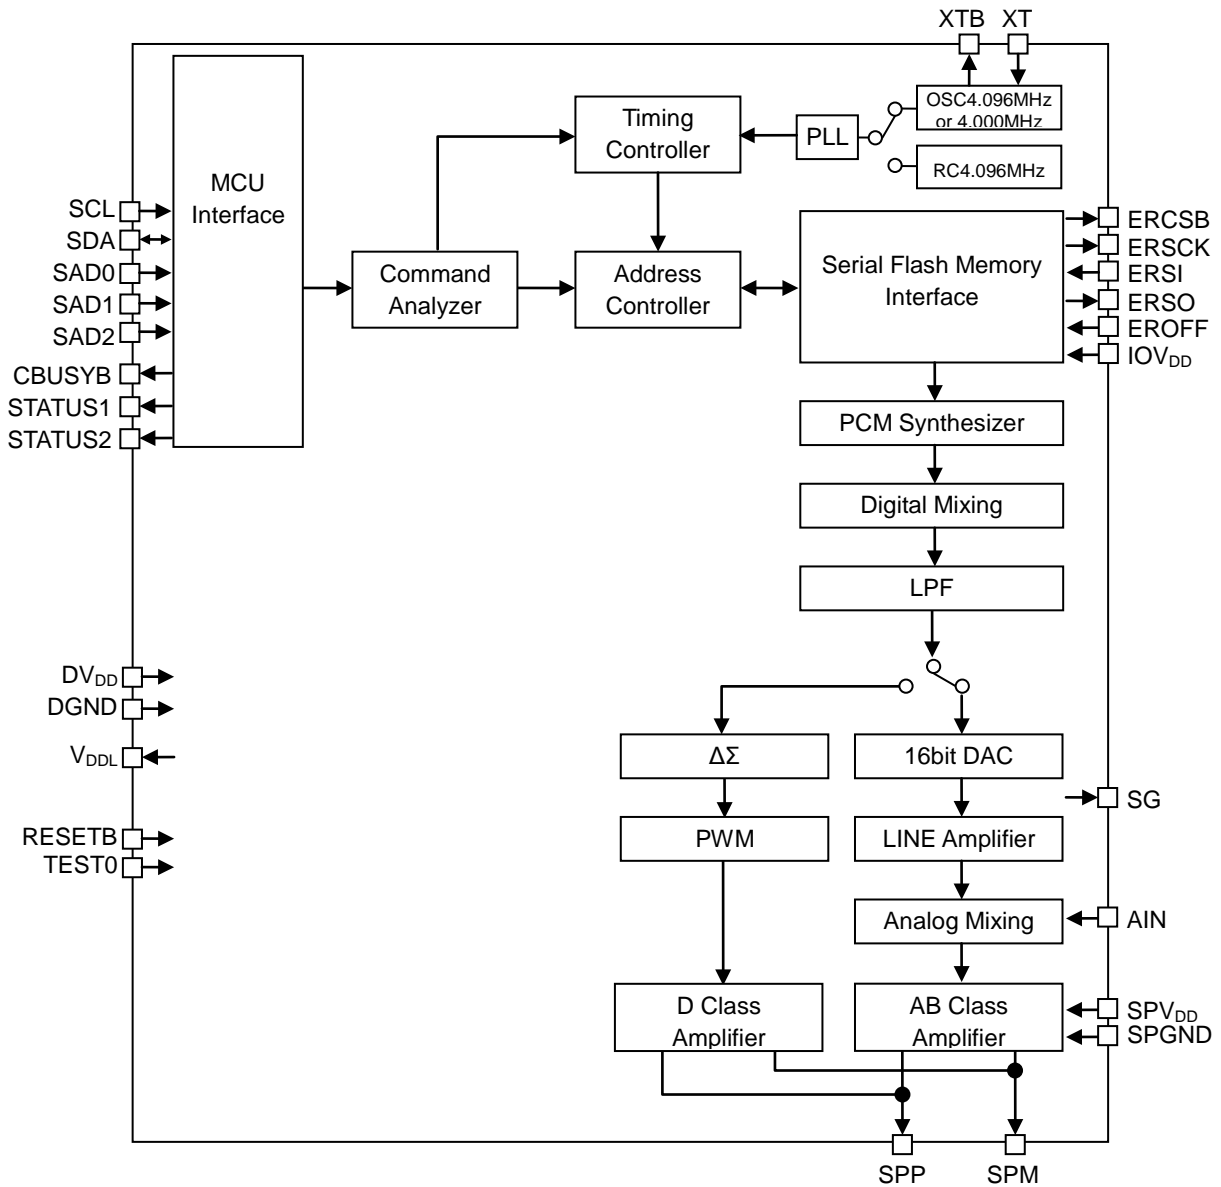 XTB
XT
OSC4.096MHz
or 4.000MHz
Timing
Controller
PLL
RC4.096MHz
MCU
Interface
SCL
SDA
SAD0
SAD1
SAD2
CBUSYB
STATUS1
STATUS2
Command
Analyzer
Address
Controller
Serial Flash Memory
Interface
ERCSB
ERSCK
ERSI
ERSO
EROFF
IOVDD
PCM Synthesizer
Digital Mixing
LPF
DVDD
DGND
VDDL
RESETB
TEST0
ΔΣ
16bit DAC
SG
PWM
LINE Amplifier
Analog Mixing
AIN
D Class
Amplifier
AB Class
Amplifier
SPVDD
SPGND
SPP
SPM